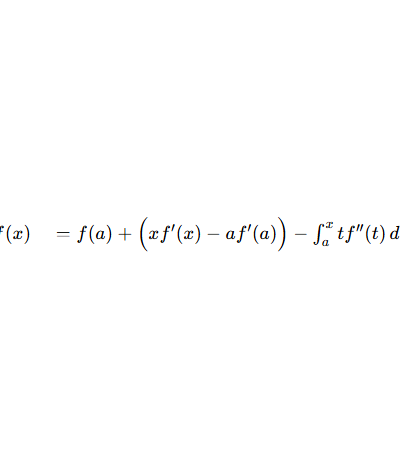 f(x) = f(a) + (xf′(x) − af′(a)) − ∫ₐˣ tf″(t) d